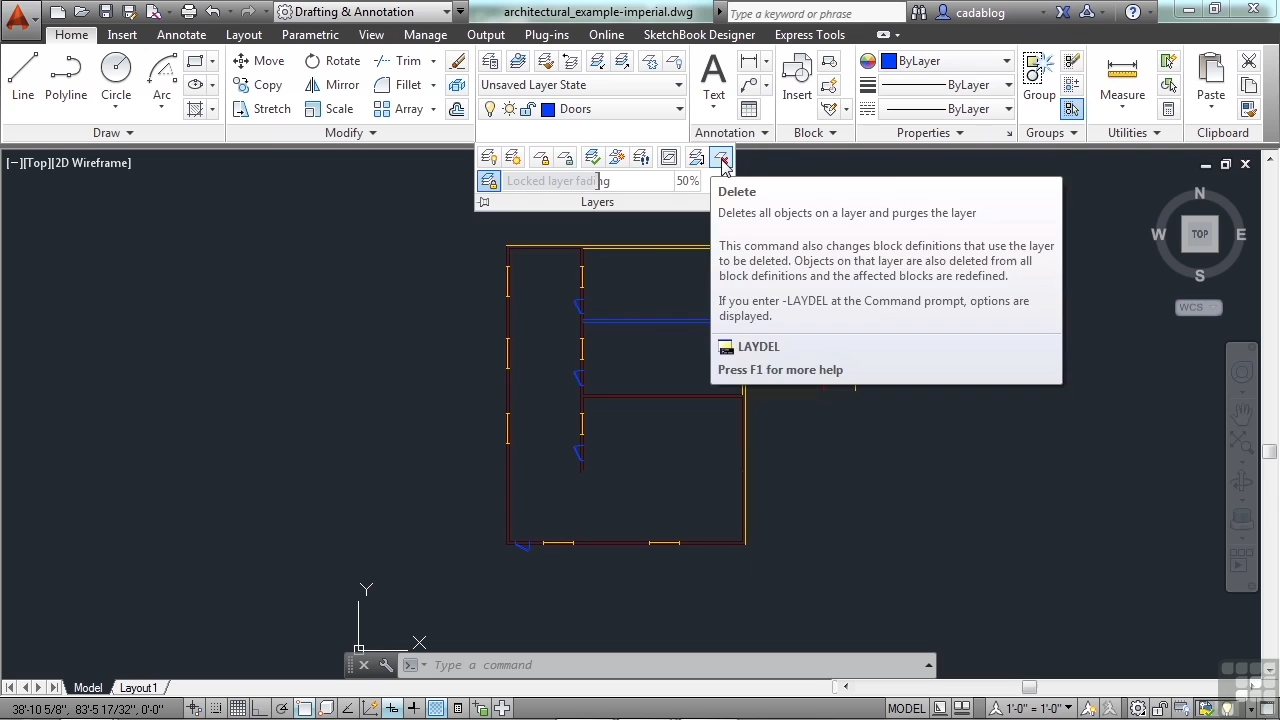 Drafting & Annotation
architectural_example-imperial.dwg
Type a keyword or phrase
cadablog
Home Insert Annotate Layout Parametric View Manage Output Plug-ins Online SketchBook Designer Express Tools
Line Polyline Circle Arc
Move Rotate Trim
Copy Mirror Fillet
Stretch Scale Array
Unsaved Layer State
Doors
Text
Insert
ByLayer
ByLayer
ByLayer
Group
Measure
Paste
Draw Modify Annotation Block Properties Groups Utilities Clipboard
Locked layer fading 50%
Layers
[−][Top][2D Wireframe]
Delete
Deletes all objects on a layer and purges the layer
This command also changes block definitions that use the layer
to be deleted. Objects on that layer are also deleted from all
block definitions and the affected blocks are redefined.
If you enter -LAYDEL at the Command prompt, options are
displayed.
LAYDEL
Press F1 for more help
N
W TOP E
S
WCS
Y
X
Type a command
Model Layout1
38'-10 5/8", 83'-5 17/32", 0'-0"
MODEL
1'-0" = 1'-0"